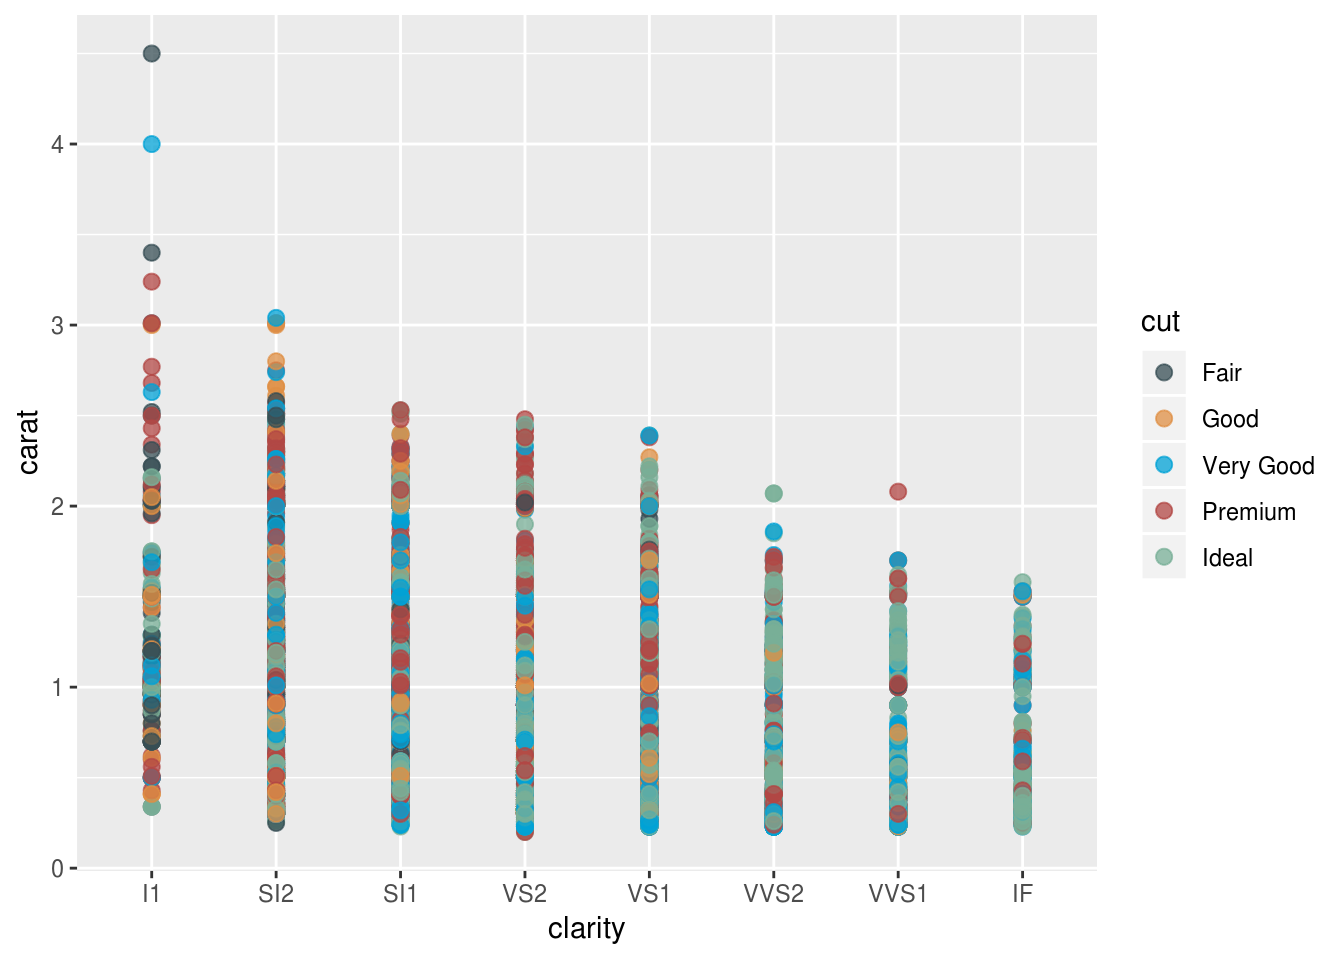 4
3
2
1
0
carat
I1 SI2 SI1 VS2 VS1 VVS2 VVS1 IF
clarity
cut
Fair
Good
Very Good
Premium
Ideal